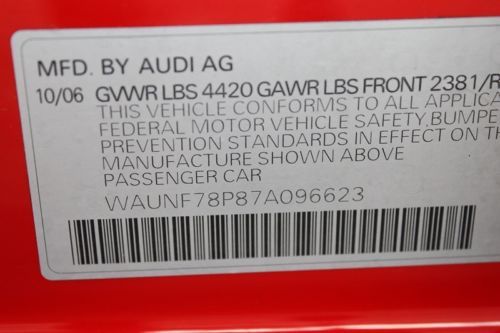 MFD. BY AUDI AG
10/06 GVWR LBS 4420 GAWR LBS FRONT 2381/R
THIS VEHICLE CONFORMS TO ALL APPLICA
FEDERAL MOTOR VEHICLE SAFETY, BUMPE
PREVENTION STANDARDS IN EFFECT ON TH
MANUFACTURE SHOWN ABOVE
PASSENGER CAR
WAUNF78P87A096623